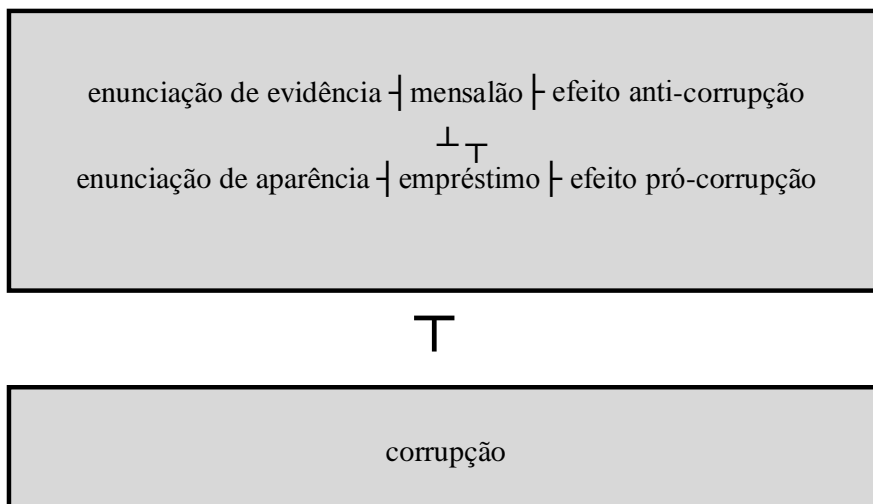 enunciação de evidência ┤mensalão├ efeito anti-corrupção
┴ ┬
enunciação de aparência ┤empréstimo├ efeito pró-corrupção
┬
corrupção